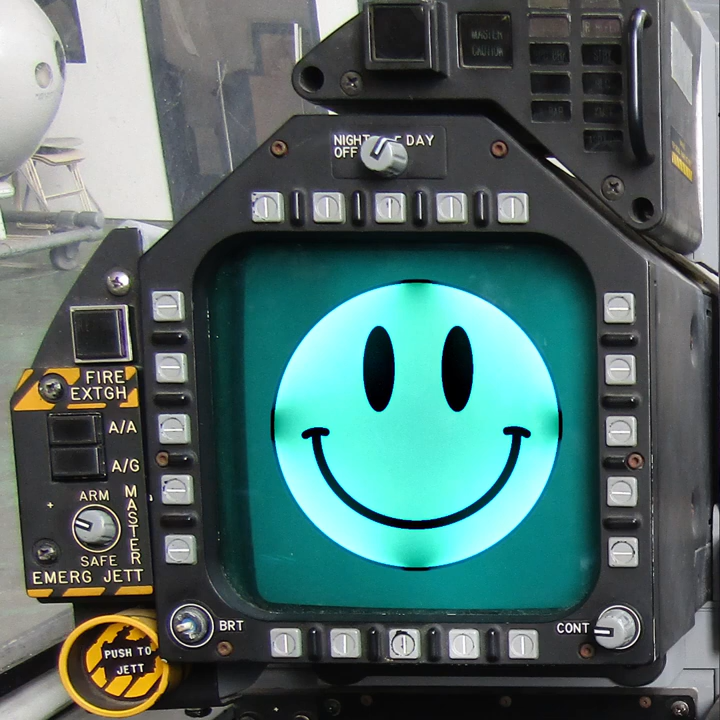 MASTER
CAUTION
NIGHT DAY
OFF
FIRE
EXTGH
A/A
A/G
ARM
SAFE
MASTER
EMERG JETT
BRT
CONT
PUSH TO
JETT